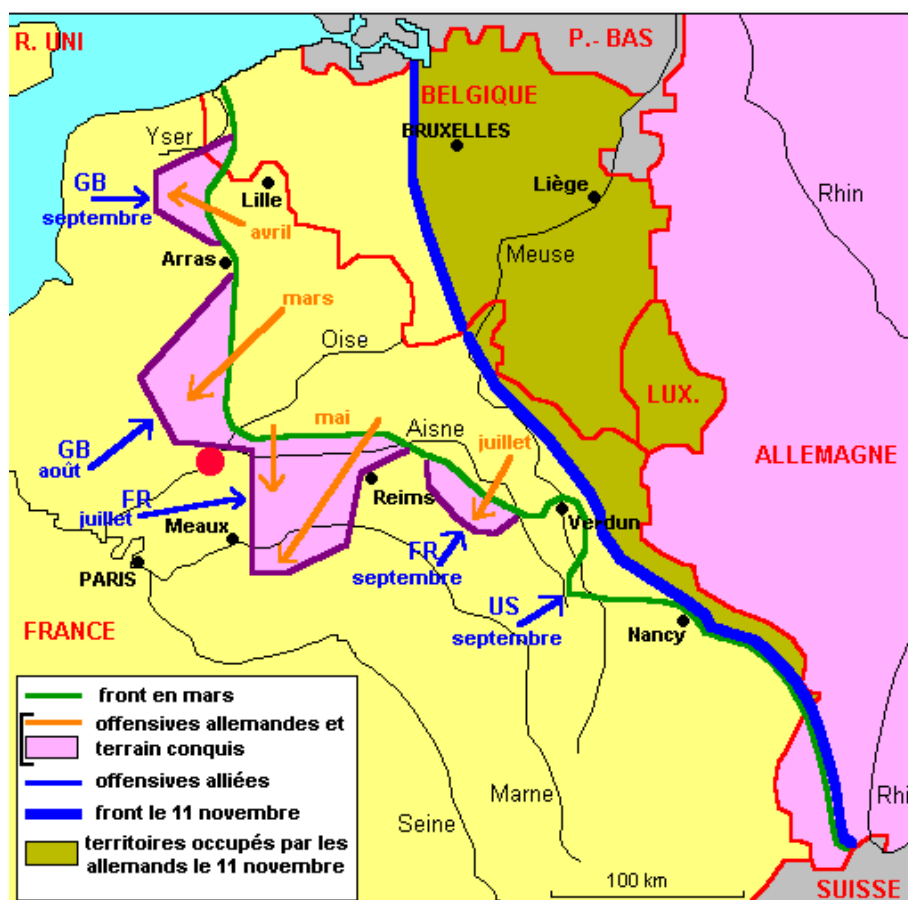 R. UNI
P.- BAS
BELGIQUE
BRUXELLES
Yser
GB
septembre
Lille
Liège
Rhin
avril
Arras
Meuse
mars
Oise
LUX.
mai
Aisne
juillet
GB
août
ALLEMAGNE
FR
juillet
Reims
Meaux
Verdun
FR
septembre
PARIS
US
septembre
FRANCE
Nancy
front en mars
offensives allemandes et
terrain conquis
offensives alliées
front le 11 novembre
territoires occupés par les
allemands le 11 novembre
Marne
Seine
Rhi
100 km
SUISSE